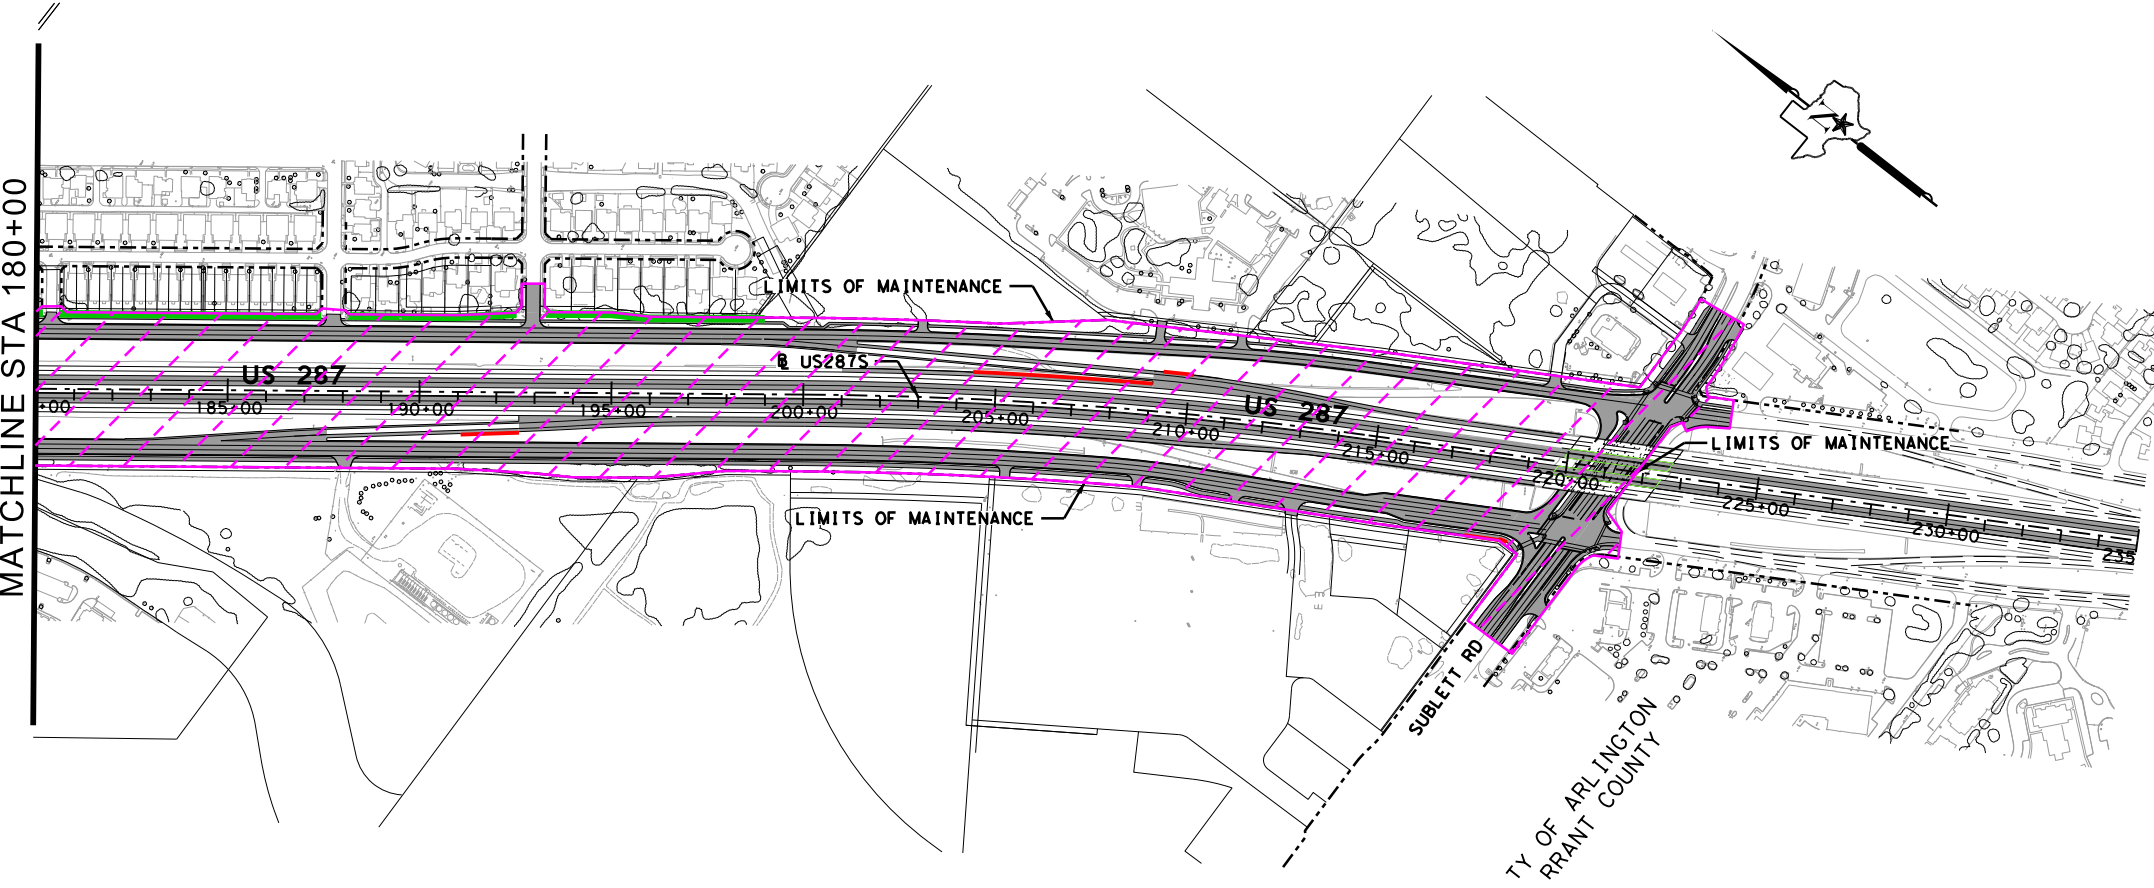 MATCHLINE STA 180+00
LIMITS OF MAINTENANCE
BL US287S
US 287
US 287
+00
185+00
190+00
195+00
200+00
205+00
210+00
215+00
220+00
225+00
230+00
235
LIMITS OF MAINTENANCE
LIMITS OF MAINTENANCE
SUBLETT RD
TY OF ARLINGTON
RRANT COUNTY